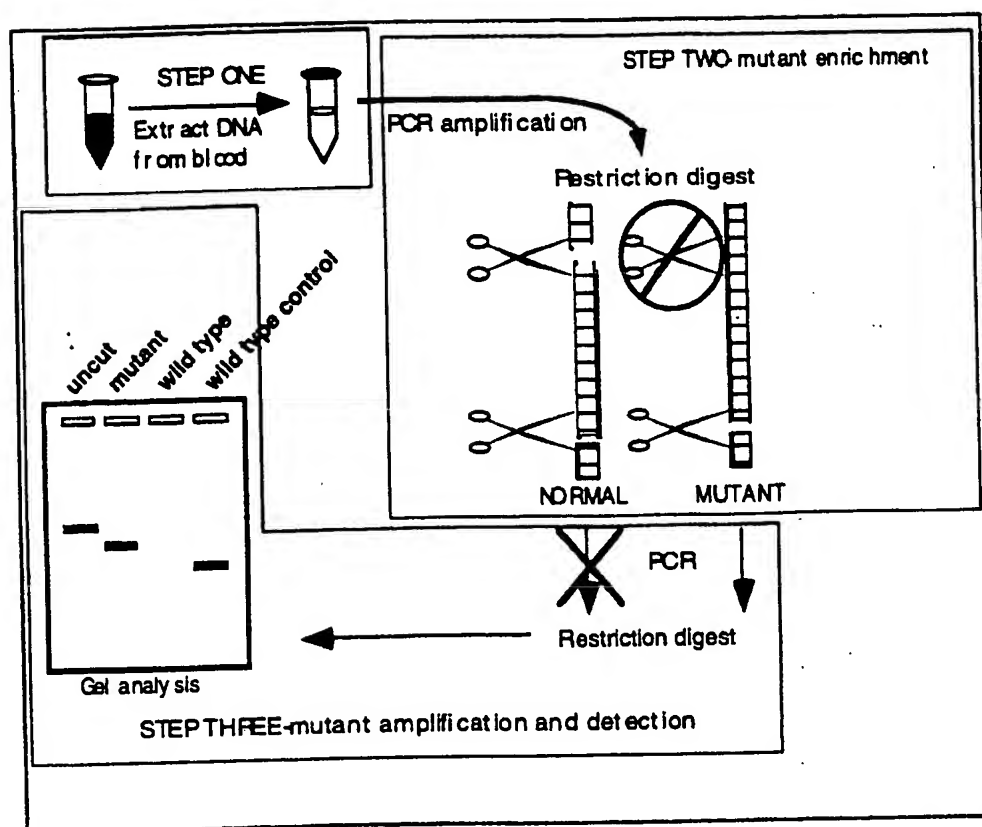 STEP ONE
Extract DNA
from blood
STEP TWO-mutant enrichment
PCR amplification
Restriction digest
NORMAL
MUTANT
uncut
mutant
wild type
wild type control
Gel analysis
PCR
Restriction digest
STEP THREE-mutant amplification and detection